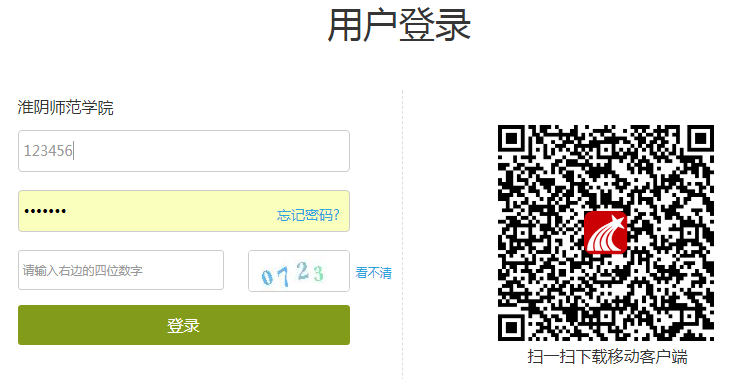 用户登录
淮阴师范学院
123456
•••••••
忘记密码?
请输入右边的四位数字
0723
看不清
登录
扫一扫下载移动客户端